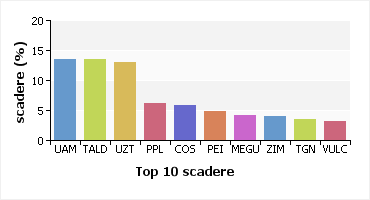 20
15
10
5
0
scadere (%)
UAM TALD UZT PPL COS PEI MEGU ZIM TGN VULC
Top 10 scadere